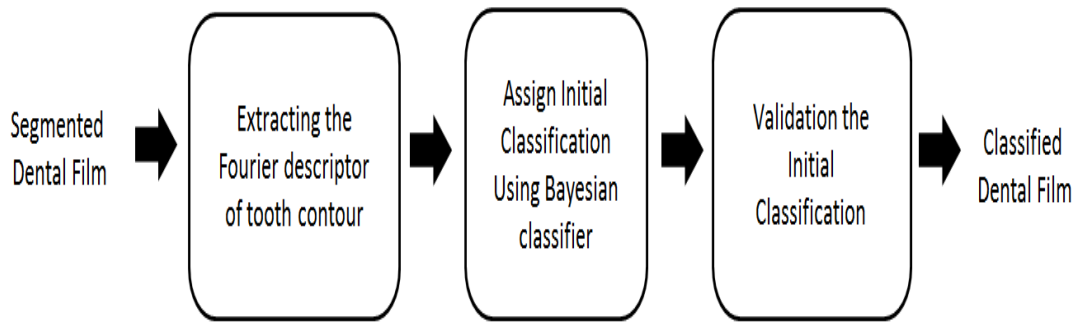 Segmented
Dental Film
Extracting the
Fourier descriptor
of tooth contour
Assign Initial
Classification
Using Bayesian
classifier
Validation the
Initial
Classification
Classified
Dental Film